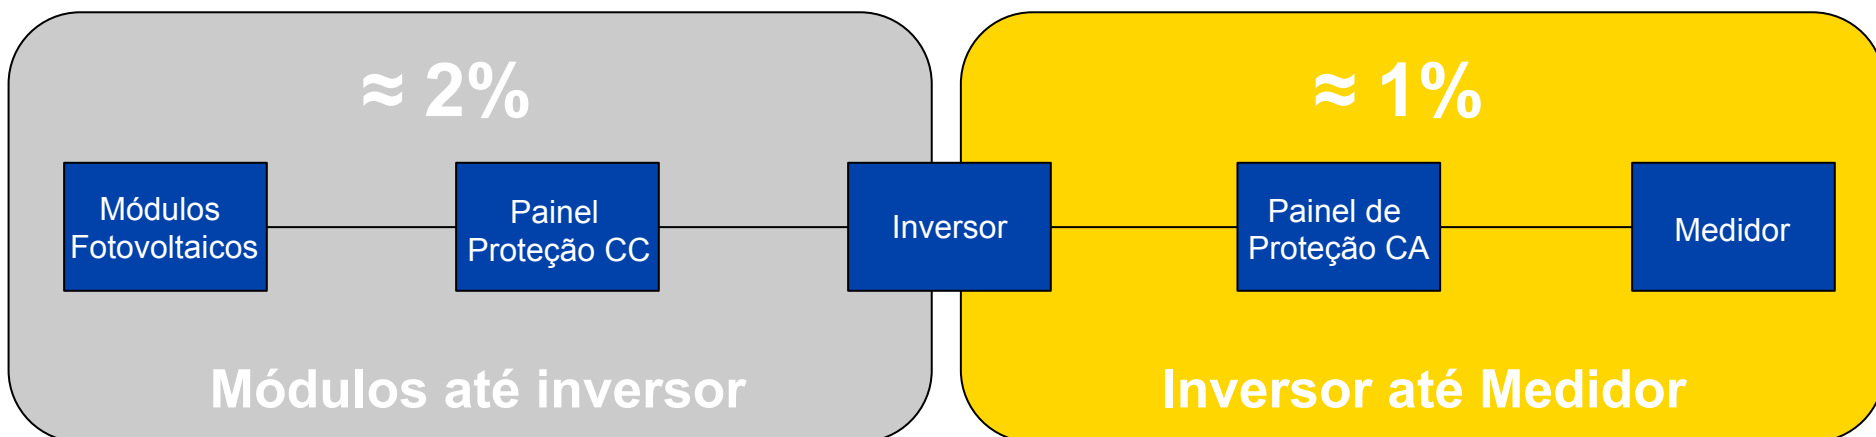 ≈ 2%
≈ 1%
Módulos
Fotovoltaicos
Painel
Proteção CC
Inversor
Painel de
Proteção CA
Medidor
Módulos até inversor
Inversor até Medidor